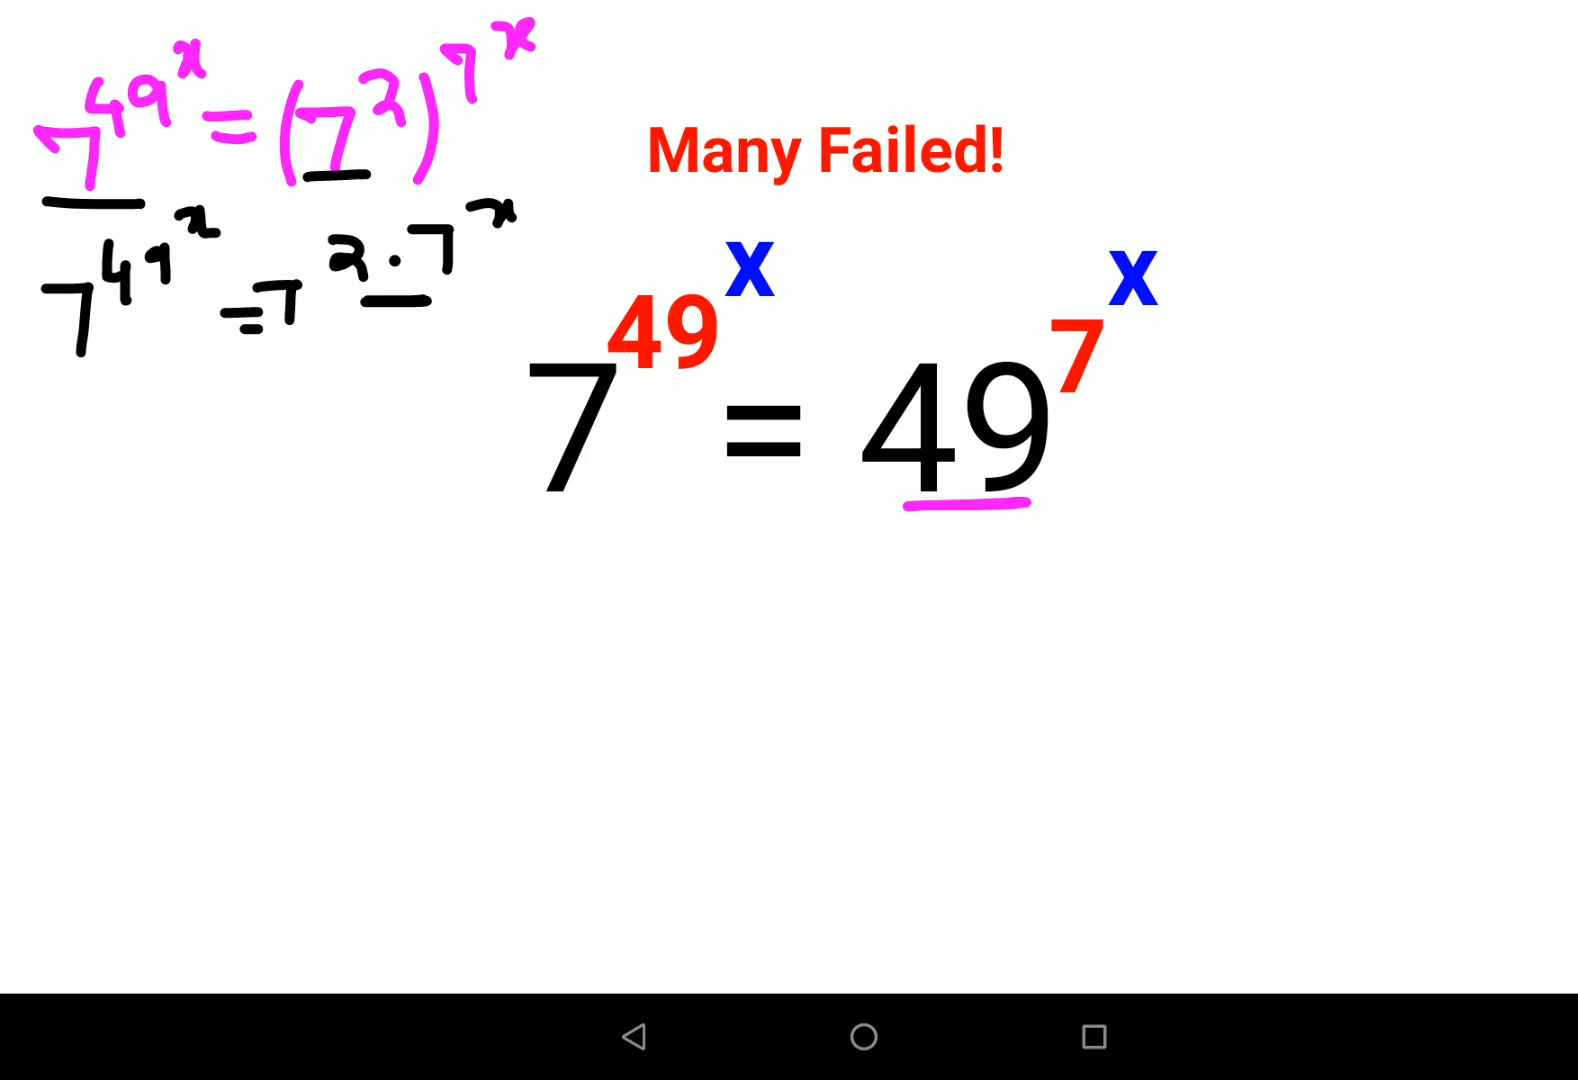 7^49^x = (7^2)^7^x
7^49^x = 7^2·7^x
Many Failed!
7^49^x = 49^7^x